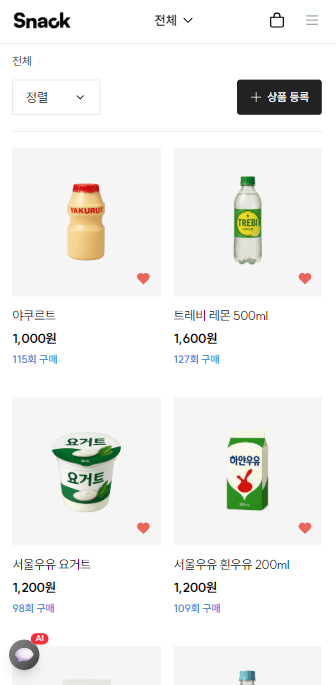 Snack
전체
전체
정렬
상품 등록
YAKURUT
TREBI
야쿠르트
트레비 레몬 500ml
1,000원
1,600원
115회 구매
127회 구매
요거트
요거트
하얀우유
서울우유 요거트
서울우유 흰우유 200ml
1,200원
1,200원
98회 구매
109회 구매
AI